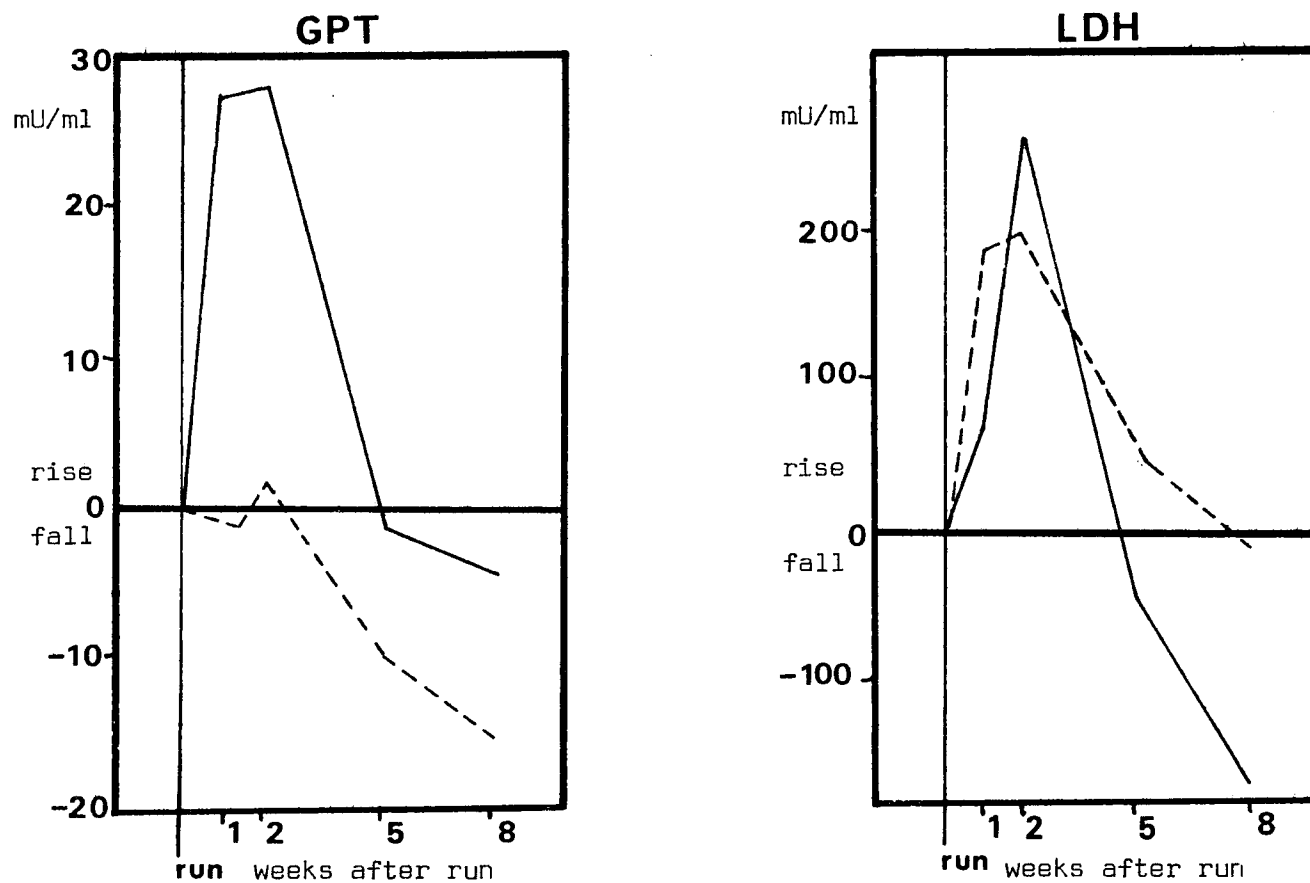 GPT
30
mU/ml
20
10
rise
0
fall
-10
-20
1 2 5 8
run weeks after run
LDH
mU/ml
200
100
rise
0
fall
-100
1 2 5 8
run weeks after run